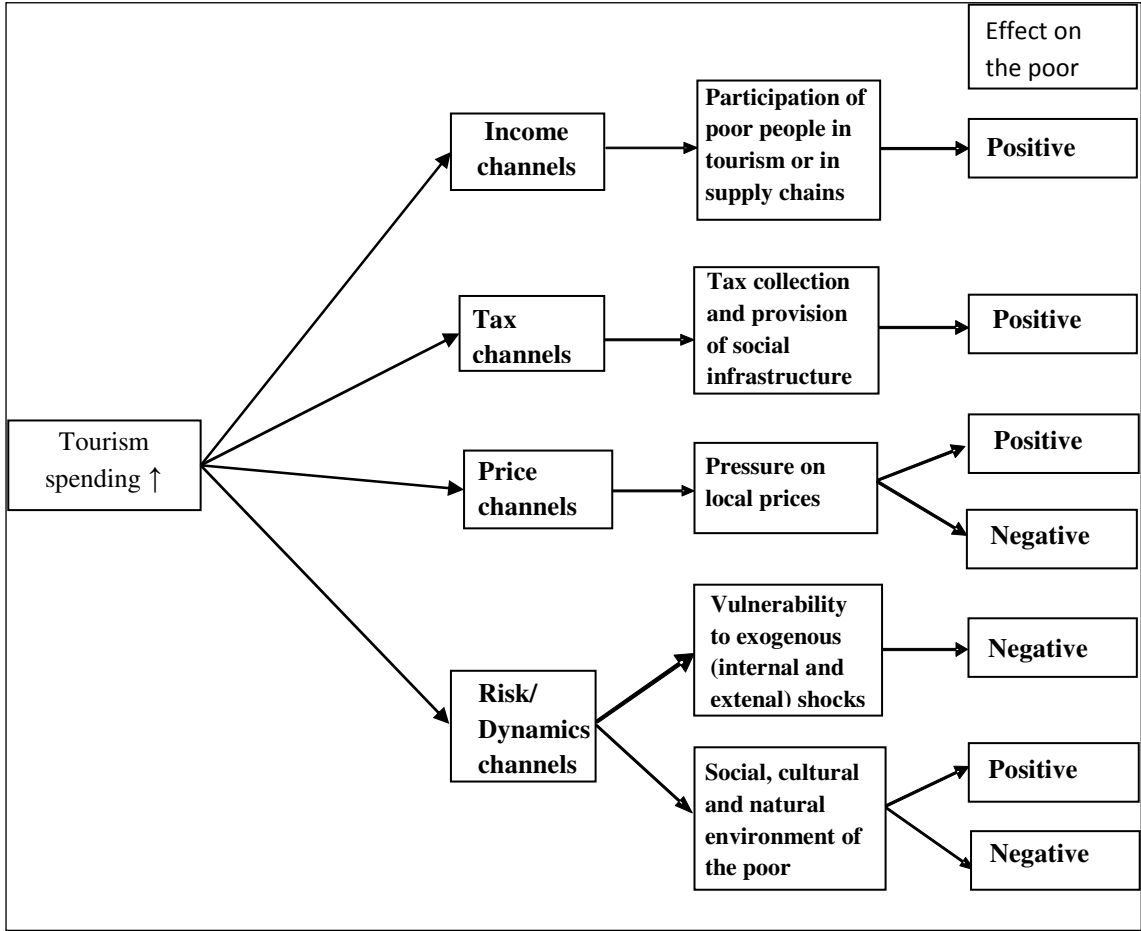 Effect on
the poor
Income
channels
Participation of
poor people in
tourism or in
supply chains
Positive
Tax
channels
Tax collection
and provision
of social
infrastructure
Positive
Tourism
spending ↑
Price
channels
Pressure on
local prices
Positive
Negative
Risk/
Dynamics
channels
Vulnerability
to exogenous
(internal and
extenal) shocks
Negative
Social, cultural
and natural
environment of
the poor
Positive
Negative